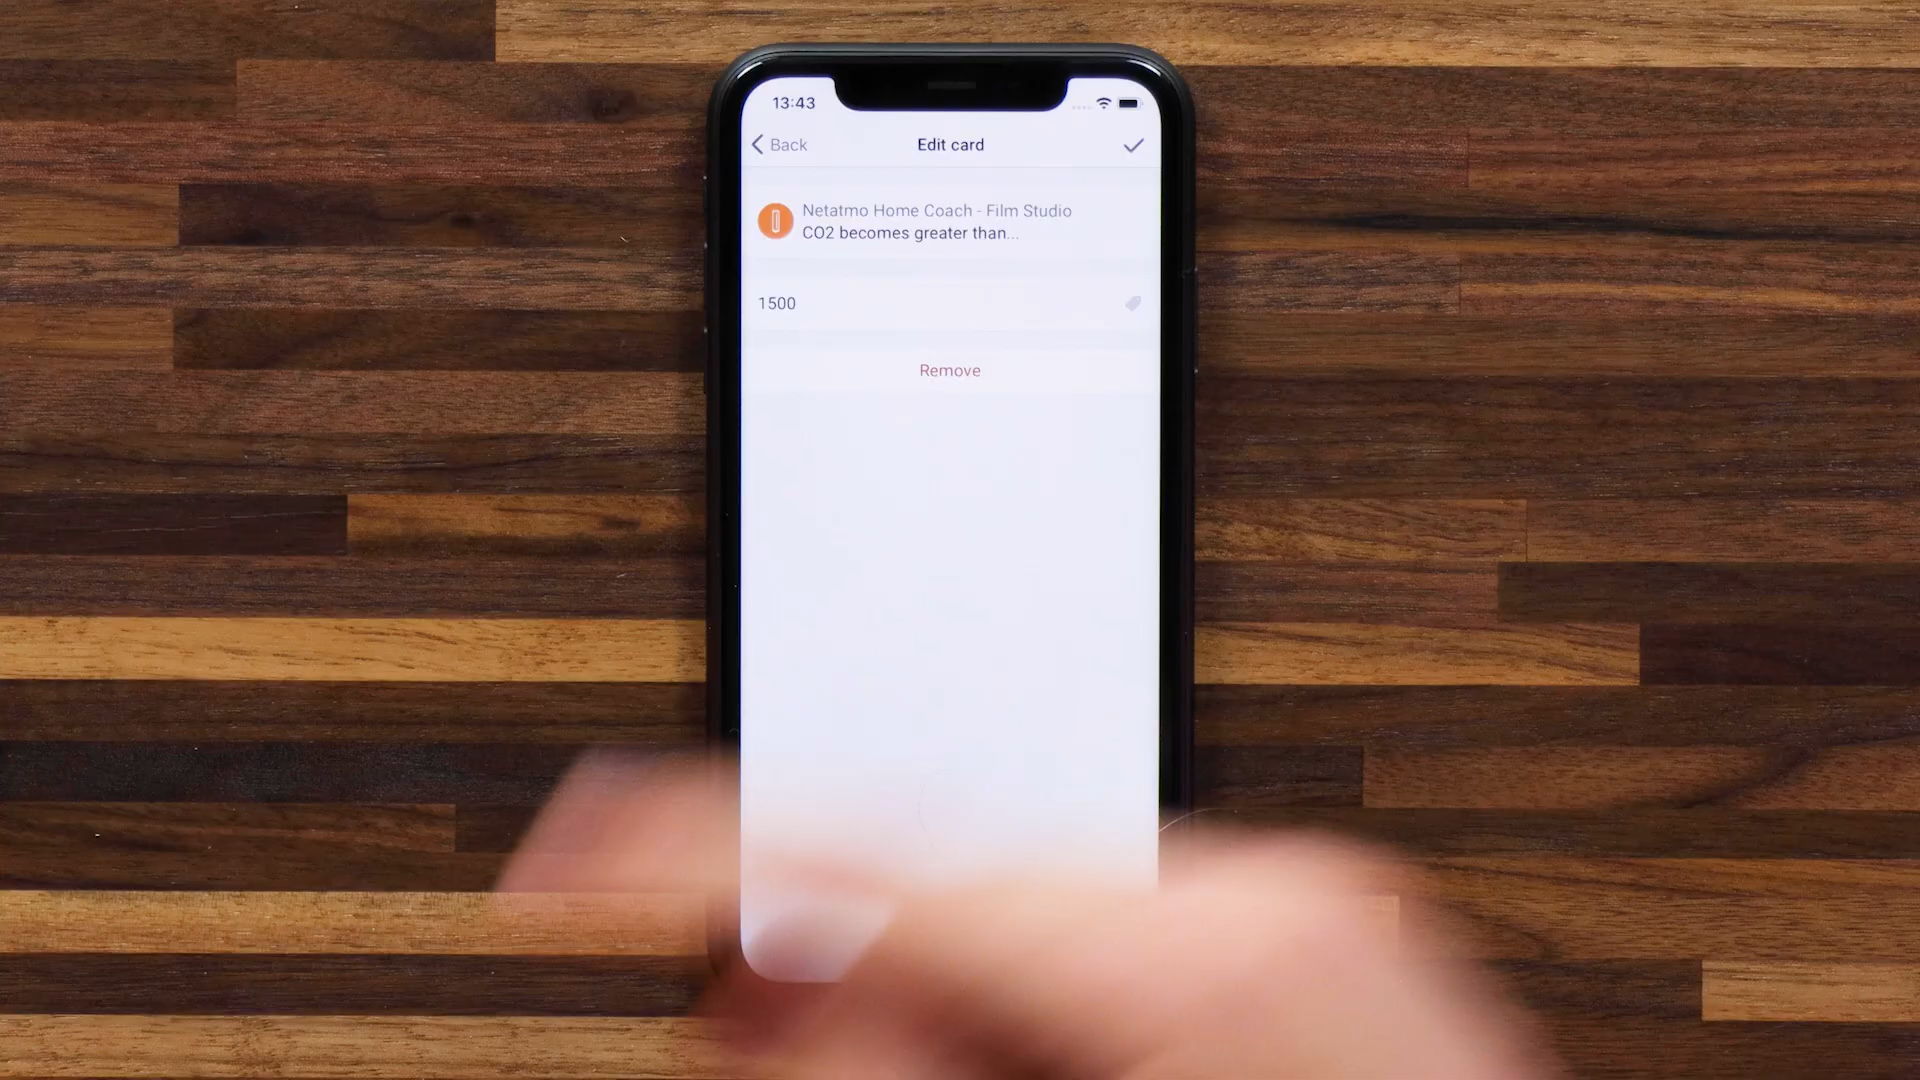 13:43
Back
Edit card
Netatmo Home Coach - Film Studio
CO2 becomes greater than...
1500
Remove